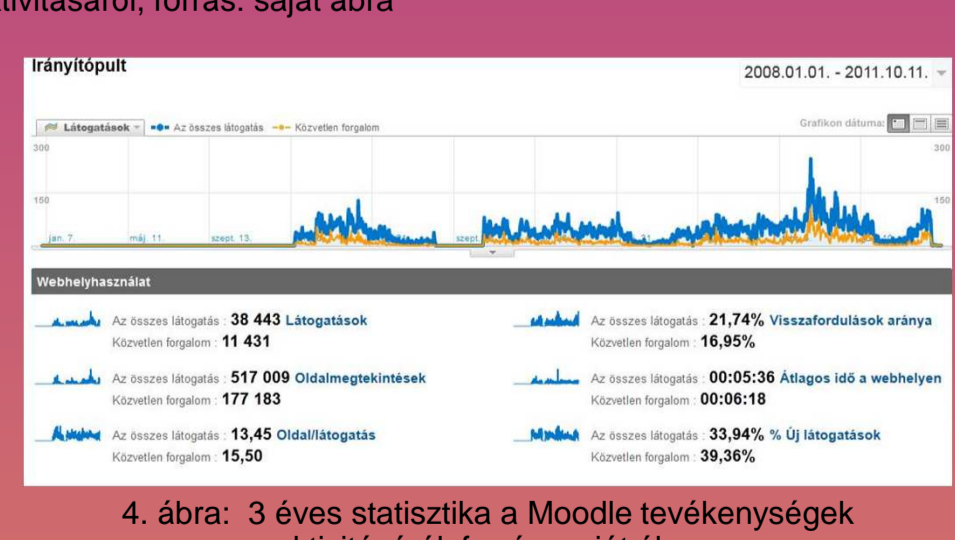 aktivitásáról, forrás: saját ábra
Irányítópult
2008.01.01. - 2011.10.11.
Látogatások Az összes látogatás Közvetlen forgalom Grafikon dátuma:
300 300
150 150
jan. 7. máj. 11. szept. 13. szept.
Webhelyhasználat
Az összes látogatás : 38 443 Látogatások
Közvetlen forgalom : 11 431
Az összes látogatás : 517 009 Oldalmegtekintések
Közvetlen forgalom : 177 183
Az összes látogatás : 13,45 Oldal/látogatás
Közvetlen forgalom : 15,50
Az összes látogatás : 21,74% Visszafordulások aránya
Közvetlen forgalom : 16,95%
Az összes látogatás : 00:05:36 Átlagos idő a webhelyen
Közvetlen forgalom : 00:06:18
Az összes látogatás : 33,94% % Új látogatások
Közvetlen forgalom : 39,36%
4. ábra: 3 éves statisztika a Moodle tevékenységek